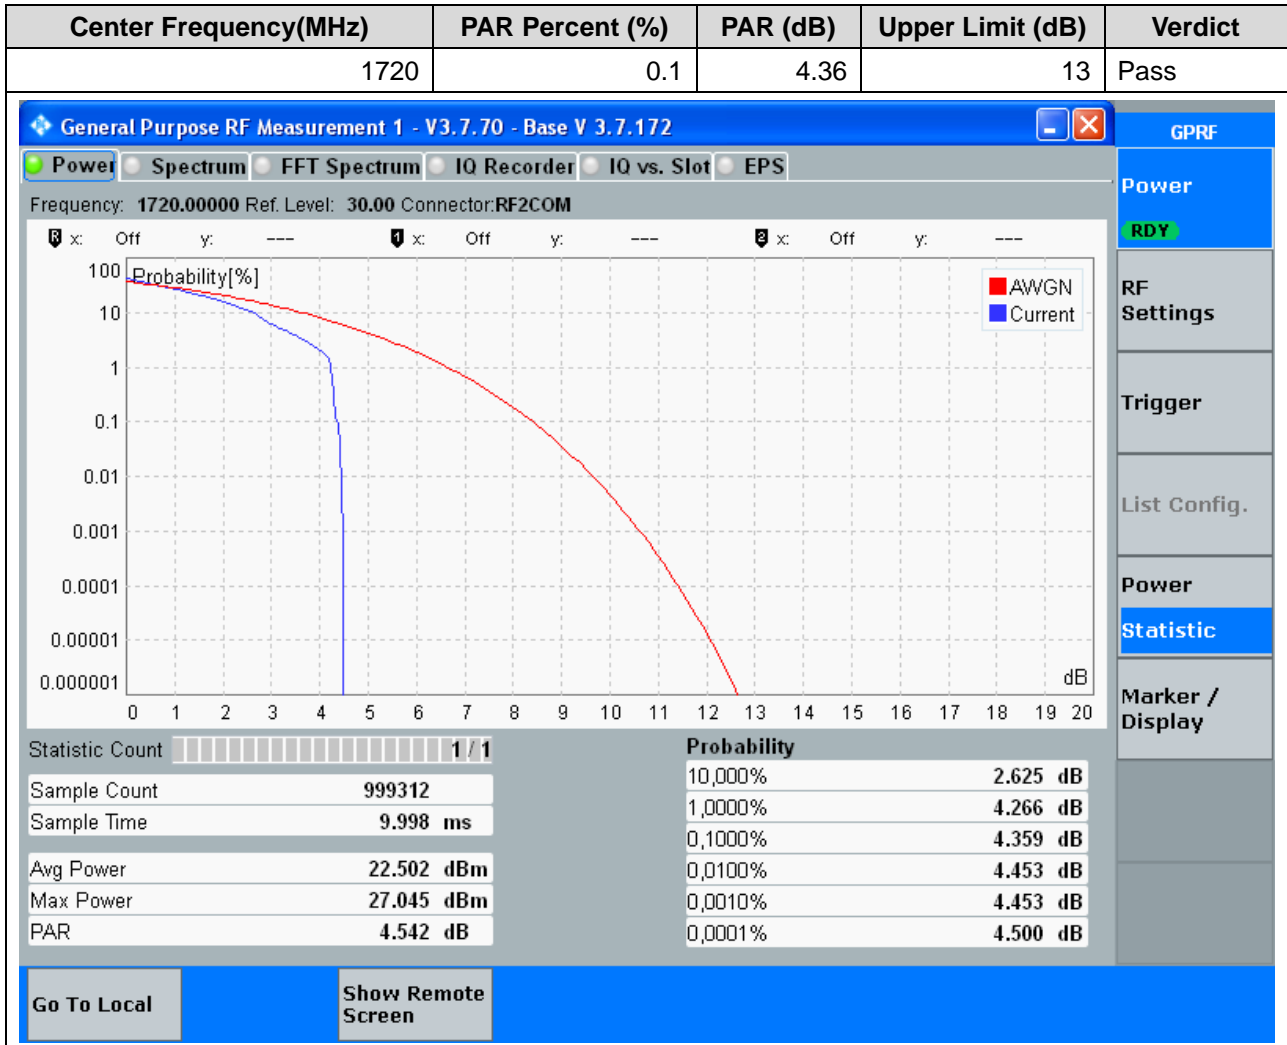 Center Frequency(MHz) PAR Percent (%) PAR (dB) Upper Limit (dB) Verdict
1720 0.1 4.36 13 Pass
General Purpose RF Measurement 1 - V3.7.70 - Base V 3.7.172
GPRF
Power Spectrum FFT Spectrum IQ Recorder IQ vs. Slot EPS
Frequency: 1720.00000 Ref. Level: 30.00 Connector:RF2COM
R x: Off y: --- 1 x: Off y: --- 2 x: Off y: ---
Probability[%]
AWGN
Current
100
10
1
0.1
0.01
0.001
0.0001
0.00001
0.000001
dB
0 1 2 3 4 5 6 7 8 9 10 11 12 13 14 15 16 17 18 19 20
Statistic Count 1 / 1
Sample Count 999312
Sample Time 9.998 ms
Avg Power 22.502 dBm
Max Power 27.045 dBm
PAR 4.542 dB
Probability
10,000% 2.625 dB
1,0000% 4.266 dB
0,1000% 4.359 dB
0,0100% 4.453 dB
0,0010% 4.453 dB
0,0001% 4.500 dB
Power
RDY
RF
Settings
Trigger
List Config.
Power
Statistic
Marker /
Display
Go To Local
Show Remote
Screen